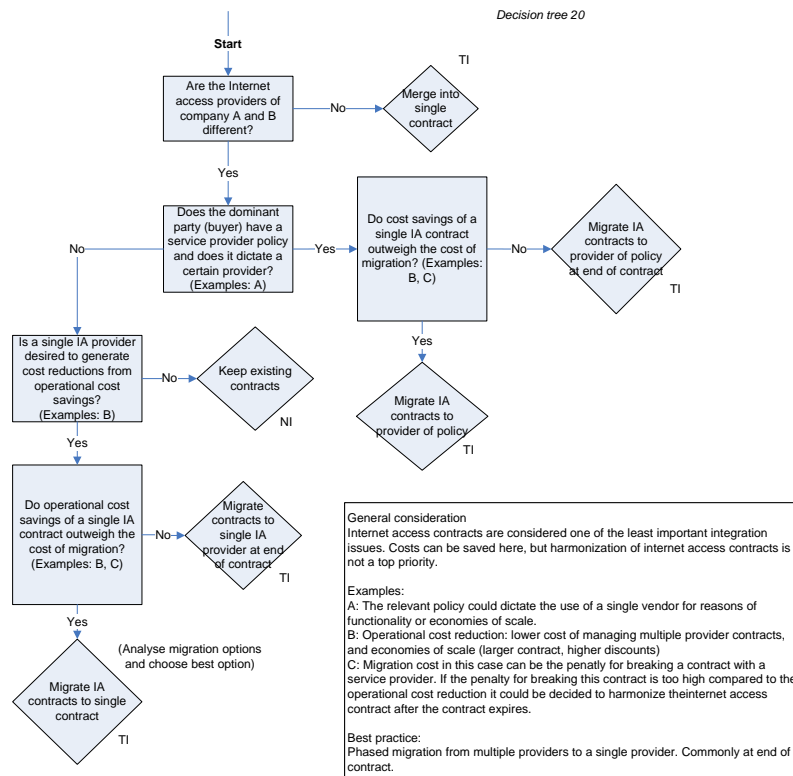 Decision tree 20
Start
TI
Are the Internet
access providers of
company A and B
different?
No
Merge into
single
contract
Yes
Does the dominant
party (buyer) have a
service provider policy
and does it dictate a
certain provider?
(Examples: A)
No
Yes
Do cost savings of a
single IA contract
outweigh the cost of
migration? (Examples:
B, C)
No
Migrate IA
contracts to
provider of policy
at end of contract
TI
Yes
Migrate IA
contracts to
provider of policy
TI
Is a single IA provider
desired to generate
cost reductions from
operational cost
savings?
(Examples: B)
No
Keep existing
contracts
NI
Yes
Do operational cost
savings of a single IA
contract outweigh the
cost of migration?
(Examples: B, C)
No
Migrate
contracts to
single IA
provider at end
of contract
TI
Yes
(Analyse migration options
and choose best option)
Migrate IA
contracts to single
contract
TI
General consideration
Internet access contracts are considered one of the least important integration
issues. Costs can be saved here, but harmonization of internet access contracts is
not a top priority.
Examples:
A: The relevant policy could dictate the use of a single vendor for reasons of
functionality or economies of scale.
B: Operational cost reduction: lower cost of managing multiple provider contracts,
and economies of scale (larger contract, higher discounts)
C: Migration cost in this case can be the penatly for breaking a contract with a
service provider. If the penalty for breaking this contract is too high compared to the
operational cost reduction it could be decided to harmonize theinternet access
contract after the contract expires.
Best practice:
Phased migration from multiple providers to a single provider. Commonly at end of
contract.